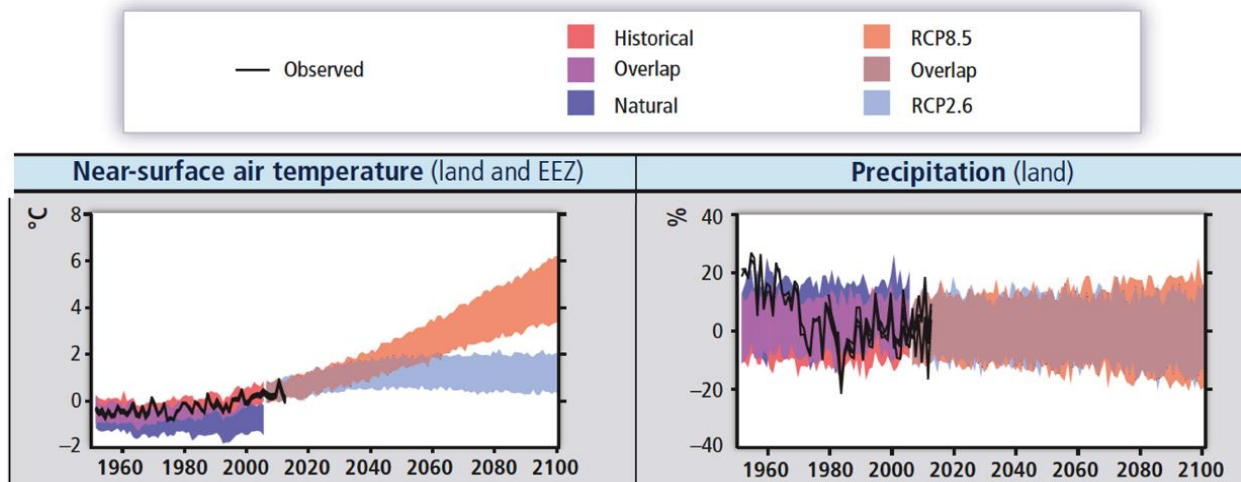 Observed
Historical
Overlap
Natural
RCP8.5
Overlap
RCP2.6
Near-surface air temperature (land and EEZ)
Precipitation (land)
°C
8
6
4
2
0
−2
1960 1980 2000 2020 2040 2060 2080 2100
%
40
20
0
−20
−40
1960 1980 2000 2020 2040 2060 2080 2100